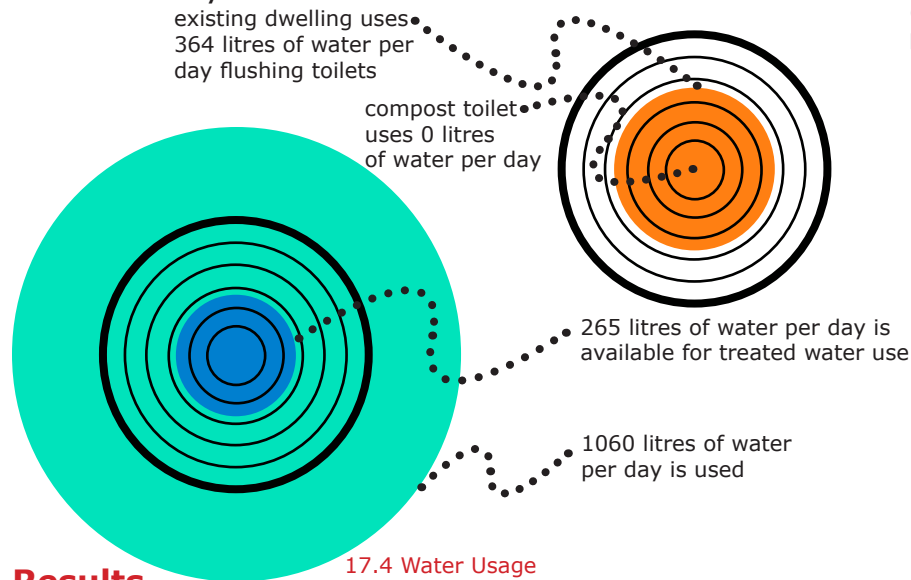 existing dwelling uses
364 litres of water per
day flushing toilets
compost toilet
uses 0 litres
of water per day
265 litres of water per day is
available for treated water use
1060 litres of water
per day is used
17.4 Water Usage
Results